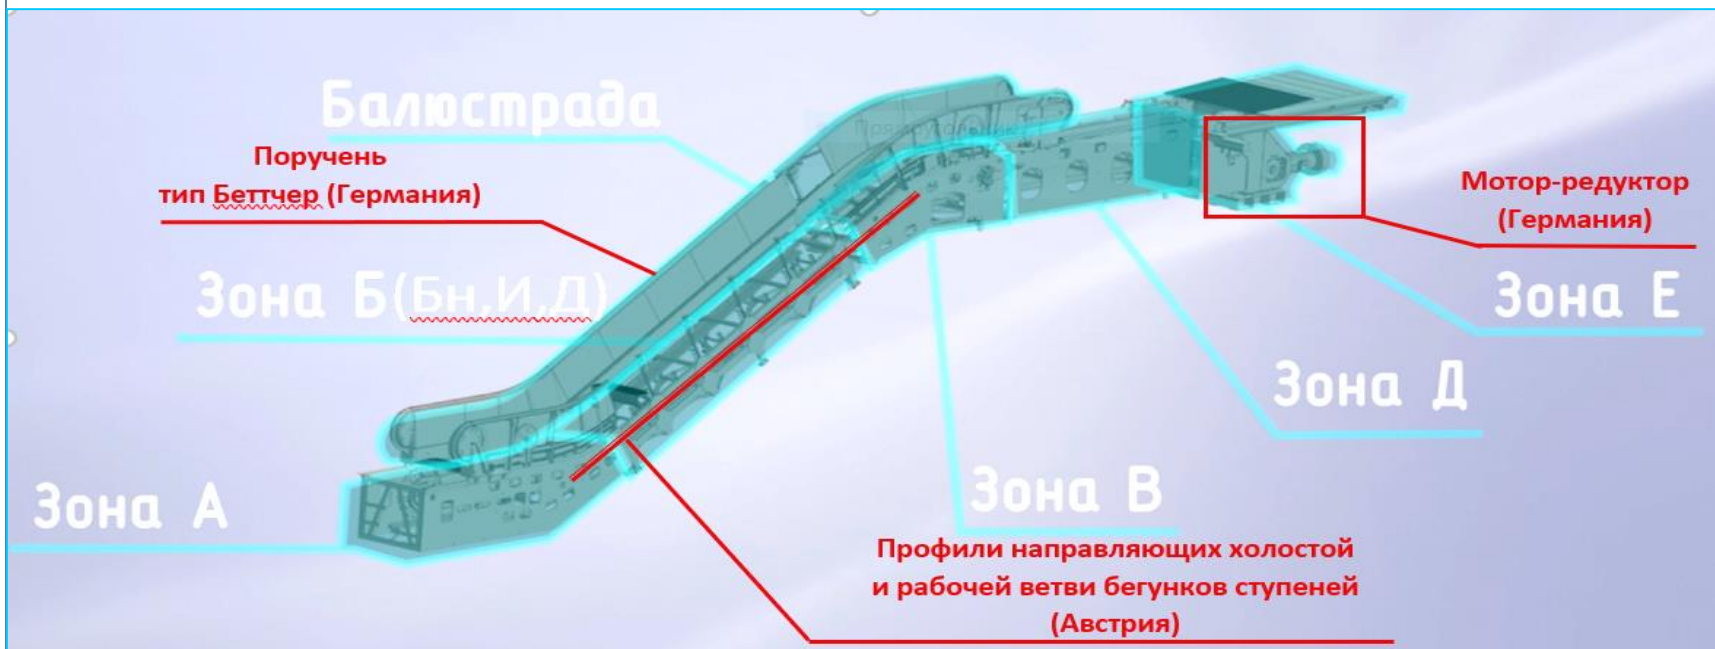 Балюстрада
Поручень
тип Беттчер (Германия)
Мотор-редуктор
(Германия)
Зона Б(Бн,И,Д)
Зона Е
Зона Д
Зона А
Зона В
Профили направляющих холостой
и рабочей ветви бегунков ступеней
(Австрия)